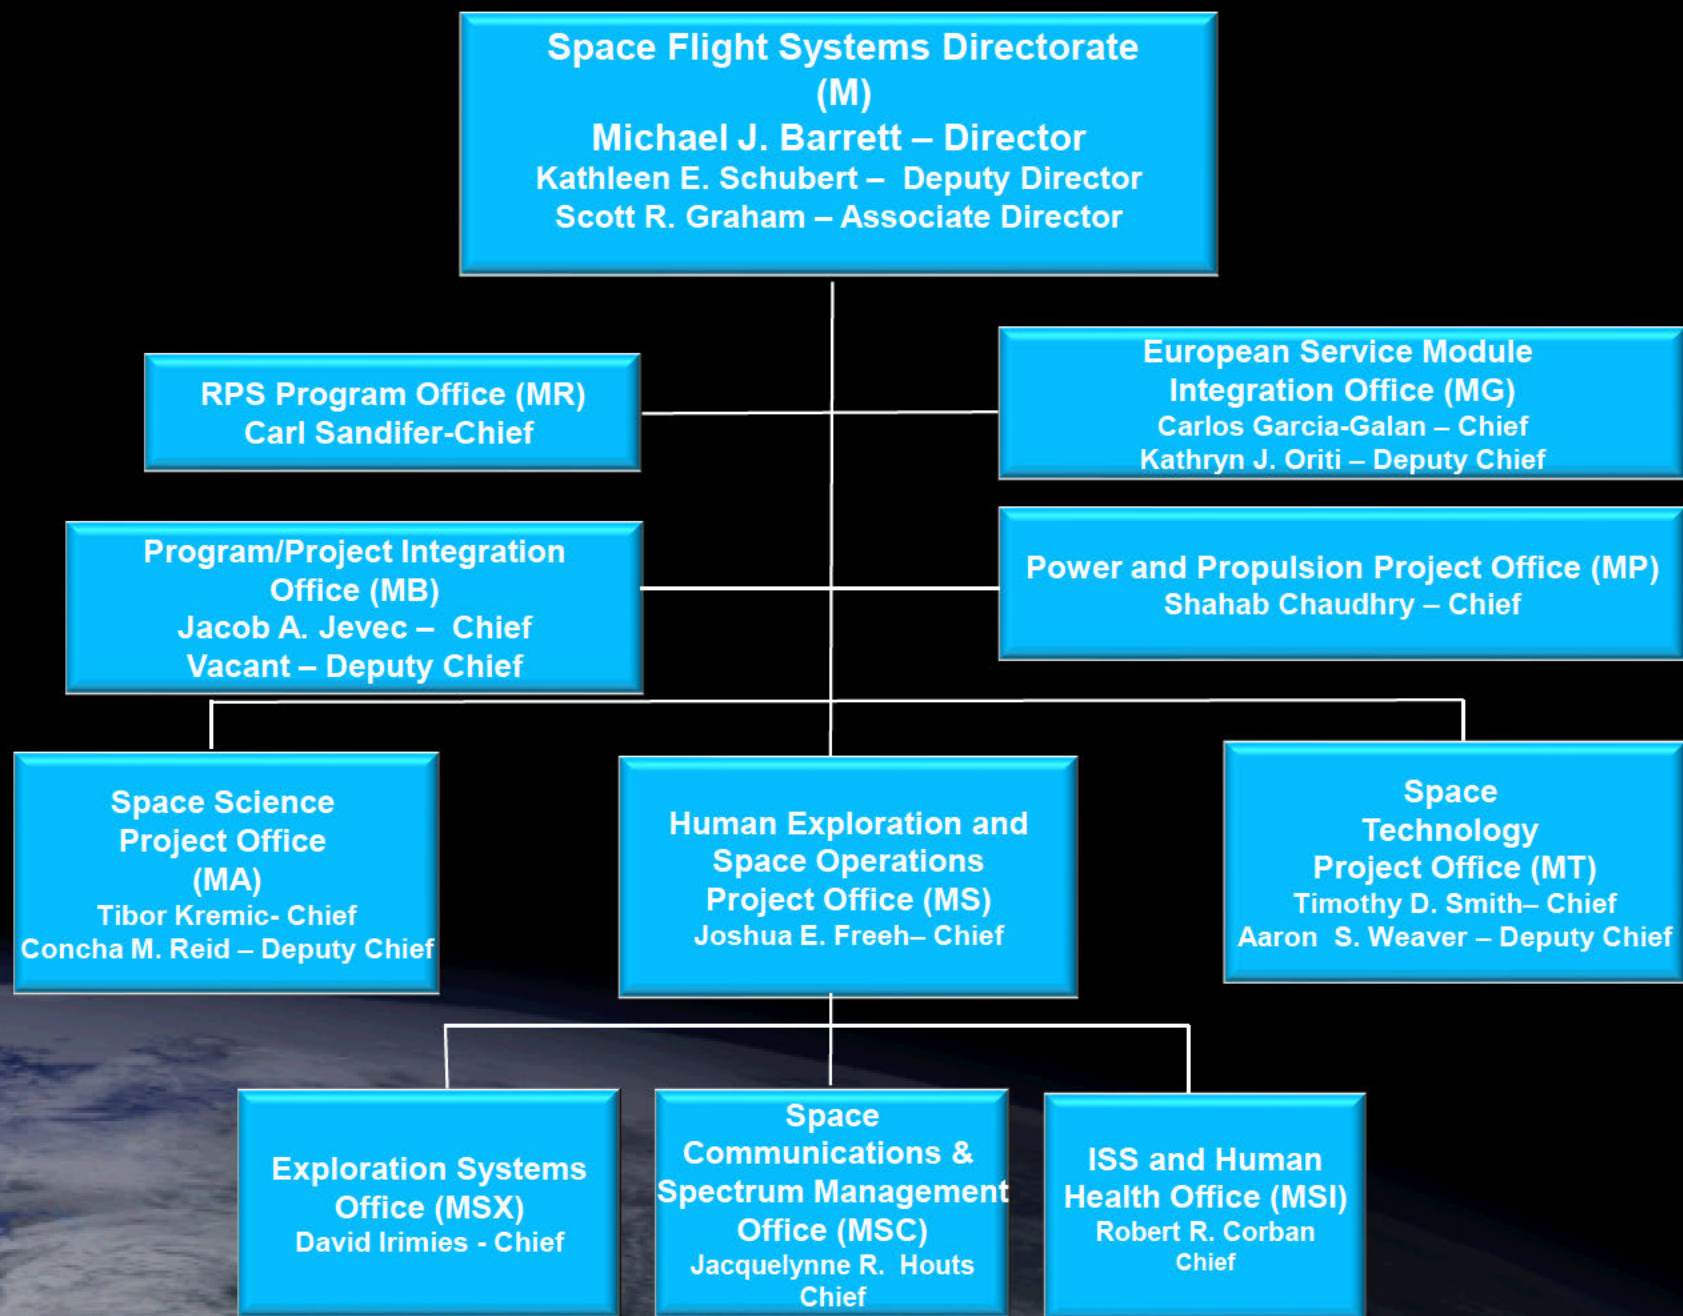 Space Flight Systems Directorate
(M)
Michael J. Barrett – Director
Kathleen E. Schubert –  Deputy Director
Scott R. Graham – Associate Director
RPS Program Office (MR)
Carl Sandifer-Chief
European Service Module
Integration Office (MG)
Carlos Garcia-Galan – Chief
Kathryn J. Oriti – Deputy Chief
Program/Project Integration
Office (MB)
Jacob A. Jevec –  Chief
Vacant – Deputy Chief
Power and Propulsion Project Office (MP)
Shahab Chaudhry – Chief
Space Science
Project Office
(MA)
Tibor Kremic- Chief
Concha M. Reid – Deputy Chief
Human Exploration and
Space Operations
Project Office (MS)
Joshua E. Freeh– Chief
Space
Technology
Project Office (MT)
Timothy D. Smith– Chief
Aaron  S. Weaver – Deputy Chief
Exploration Systems
Office (MSX)
David Irimies - Chief
Space
Communications &
Spectrum Management
Office (MSC)
Jacquelynne R.  Houts
Chief
ISS and Human
Health Office (MSI)
Robert R. Corban
Chief